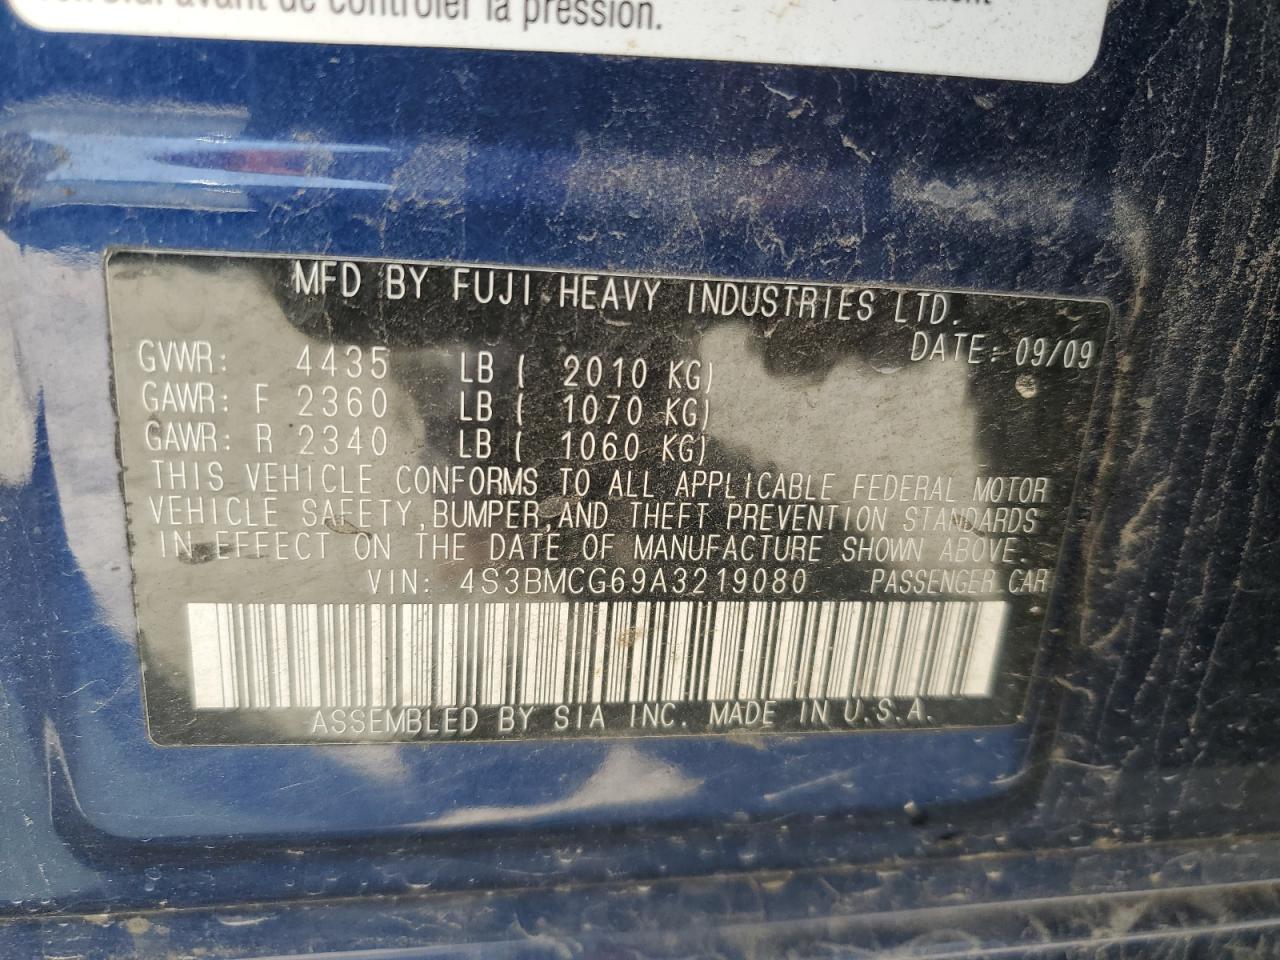 avant de contrôler la pression.
MFD BY FUJI HEAVY INDUSTRIES LTD.
DATE: 09/09
GVWR: 4435 LB ( 2010 KG)
GAWR: F 2360 LB ( 1070 KG)
GAWR: R 2340 LB ( 1060 KG)
THIS VEHICLE CONFORMS TO ALL APPLICABLE FEDERAL MOTOR
VEHICLE SAFETY,BUMPER,AND THEFT PREVENTION STANDARDS
IN EFFECT ON THE DATE OF MANUFACTURE SHOWN ABOVE.
VIN: 4S3BMCG69A3219080 PASSENGER CAR
ASSEMBLED BY SIA INC. MADE IN U.S.A.